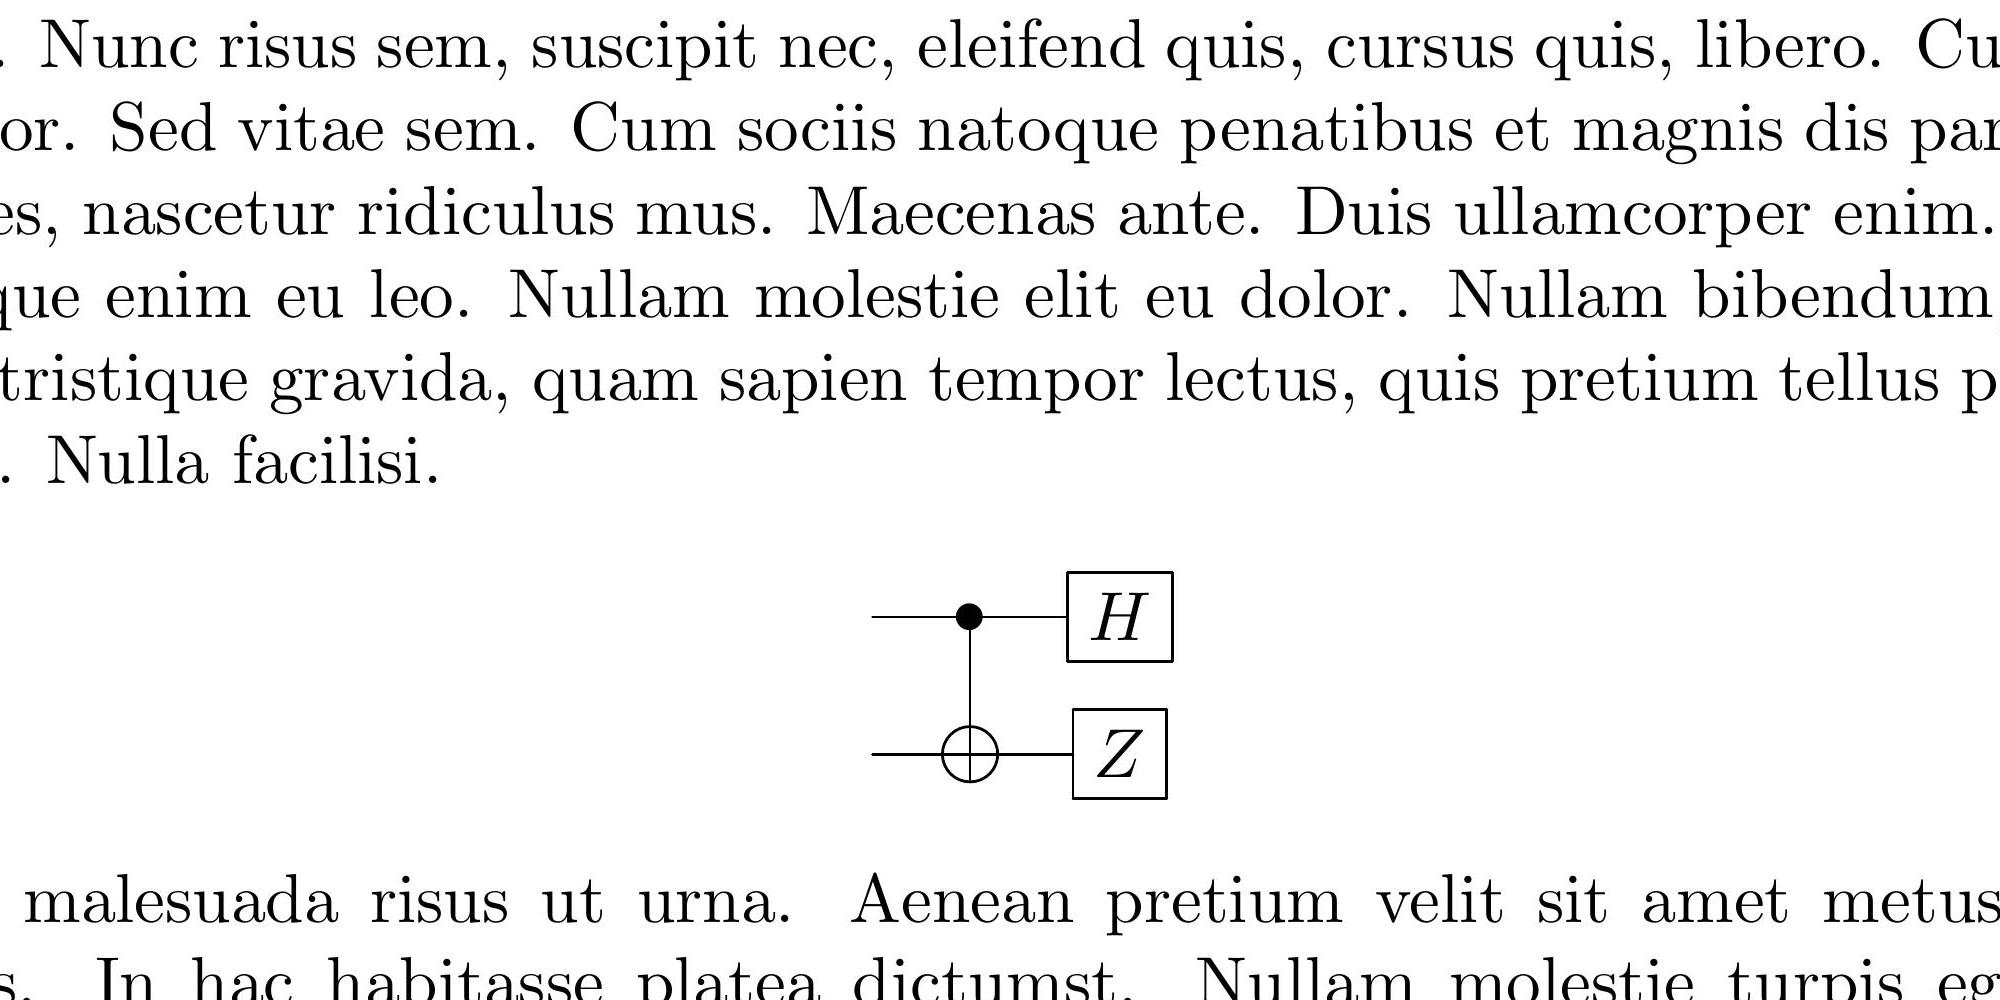 . Nunc risus sem, suscipit nec, eleifend quis, cursus quis, libero. Cu
or. Sed vitae sem. Cum sociis natoque penatibus et magnis dis par
es, nascetur ridiculus mus. Maecenas ante. Duis ullamcorper enim.
que enim eu leo. Nullam molestie elit eu dolor. Nullam bibendum,
tristique gravida, quam sapien tempor lectus, quis pretium tellus p
. Nulla facilisi.
H
Z
malesuada risus ut urna. Aenean pretium velit sit amet metus
s. In hac habitasse platea dictumst. Nullam molestie turpis eg